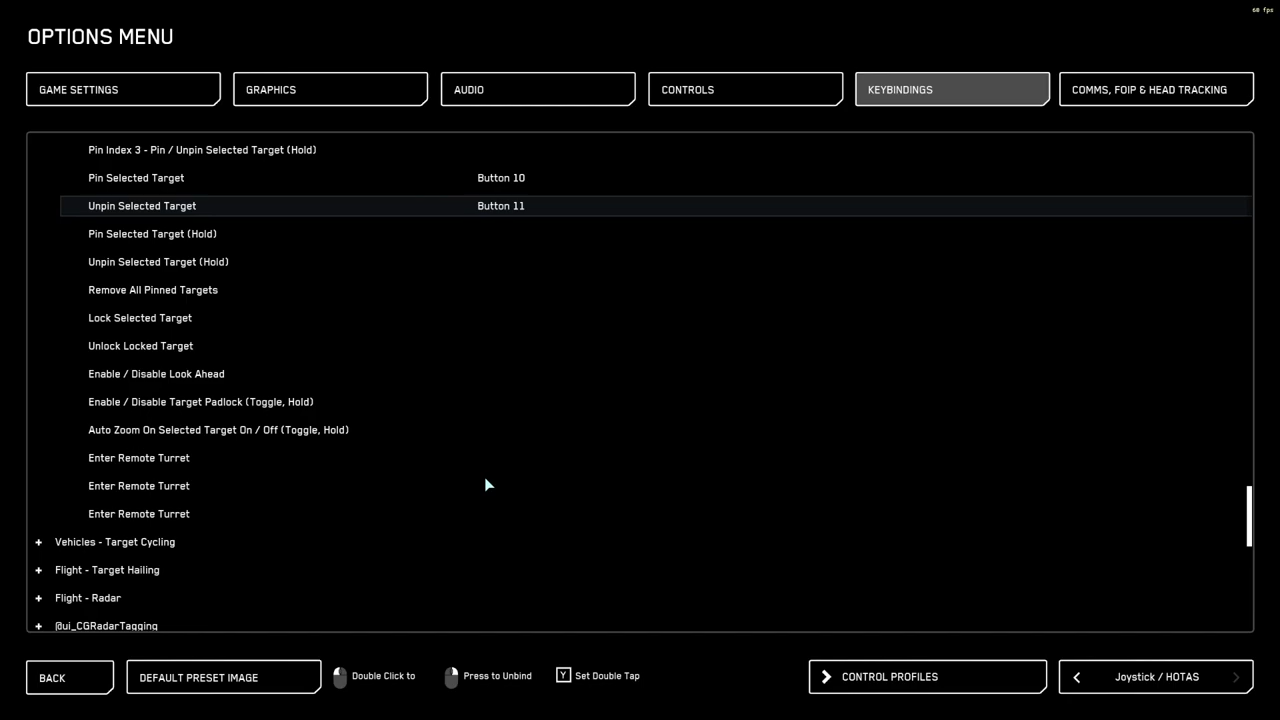 60 fps
OPTIONS MENU
GAME SETTINGS
GRAPHICS
AUDIO
CONTROLS
KEYBINDINGS
COMMS, FOIP & HEAD TRACKING
Pin Index 3 - Pin / Unpin Selected Target (Hold)
Pin Selected Target Button 10
Unpin Selected Target Button 11
Pin Selected Target (Hold)
Unpin Selected Target (Hold)
Remove All Pinned Targets
Lock Selected Target
Unlock Locked Target
Enable / Disable Look Ahead
Enable / Disable Target Padlock (Toggle, Hold)
Auto Zoom On Selected Target On / Off (Toggle, Hold)
Enter Remote Turret
Enter Remote Turret
Enter Remote Turret
+ Vehicles - Target Cycling
+ Flight - Target Hailing
+ Flight - Radar
+ @ui_CGRadarTagging
BACK
DEFAULT PRESET IMAGE
Double Click to
Press to Unbind
Y Set Double Tap
CONTROL PROFILES
Joystick / HOTAS